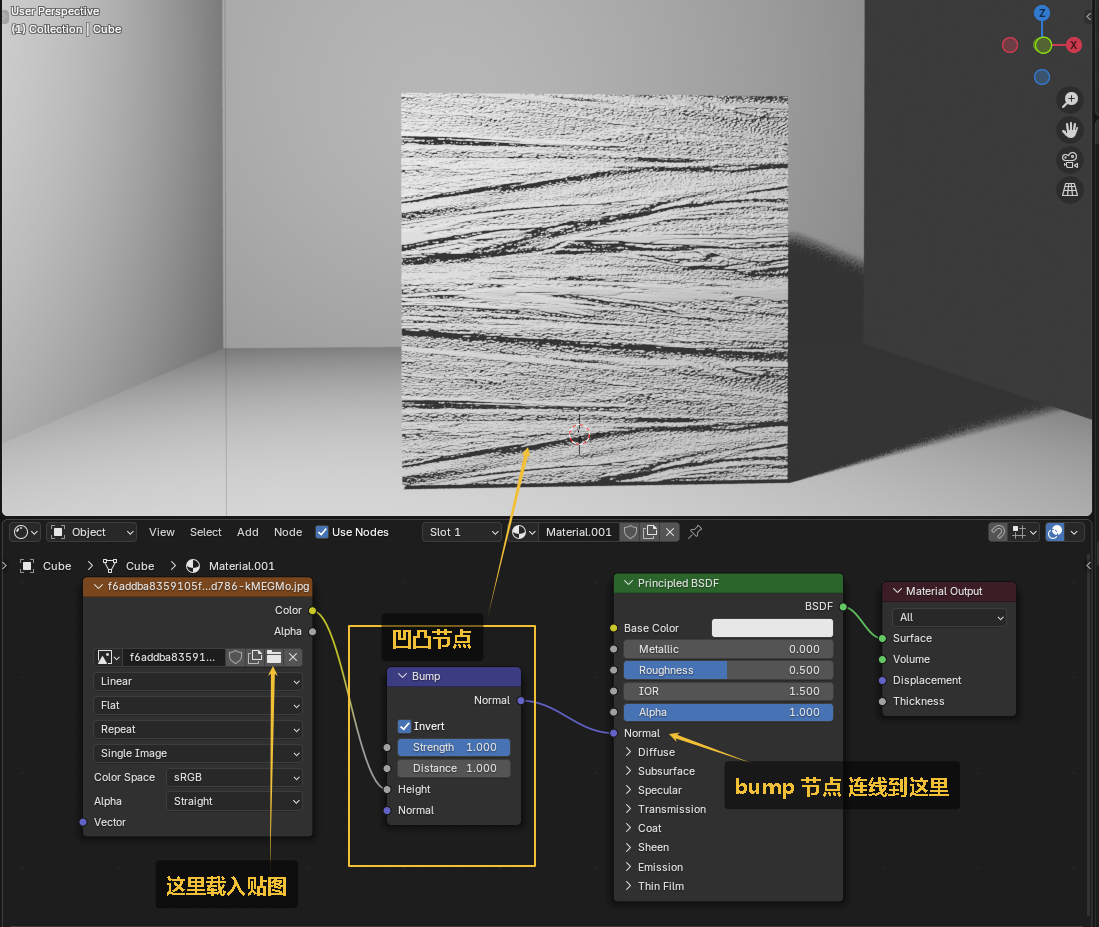 User Perspective
(1) Collection | Cube
Z
X
Object
View
Select
Add
Node
Use Nodes
Slot 1
Material.001
Cube
Cube
Material.001
f6addba8359105f...d786-kMEGMo.jpg
Color
Alpha
f6addba83591...
Linear
Flat
Repeat
Single Image
Color Space
sRGB
Alpha
Straight
Vector
这里载入贴图
凹凸节点
Bump
Normal
Invert
Strength 1.000
Distance 1.000
Height
Normal
Principled BSDF
BSDF
Base Color
Metallic 0.000
Roughness 0.500
IOR 1.500
Alpha 1.000
Normal
Diffuse
Subsurface
Specular
Transmission
Coat
Sheen
Emission
Thin Film
bump 节点 连线到这里
Material Output
All
Surface
Volume
Displacement
Thickness